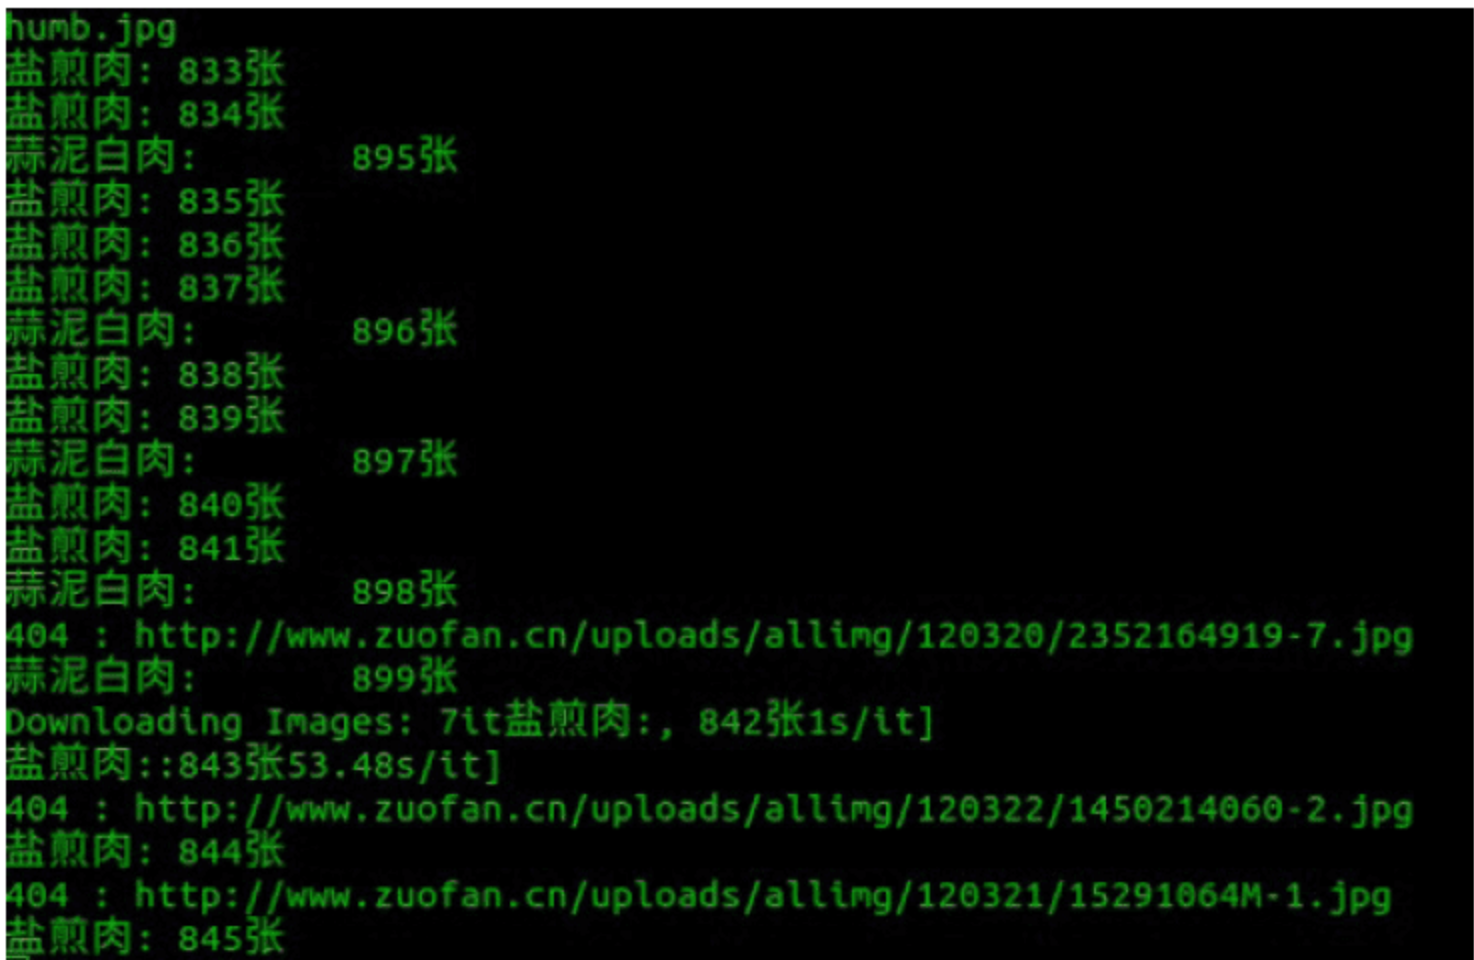 humb.jpg
盐煎肉: 833张
盐煎肉: 834张
蒜泥白肉: 895张
盐煎肉: 835张
盐煎肉: 836张
盐煎肉: 837张
蒜泥白肉: 896张
盐煎肉: 838张
盐煎肉: 839张
蒜泥白肉: 897张
盐煎肉: 840张
盐煎肉: 841张
蒜泥白肉: 898张
404 : http://www.zuofan.cn/uploads/allimg/120320/2352164919-7.jpg
蒜泥白肉: 899张
Downloading Images: 7it盐煎肉:, 842张1s/it]
盐煎肉::843张53.48s/it]
404 : http://www.zuofan.cn/uploads/allimg/120322/1450214060-2.jpg
盐煎肉: 844张
404 : http://www.zuofan.cn/uploads/allimg/120321/15291064M-1.jpg
盐煎肉: 845张